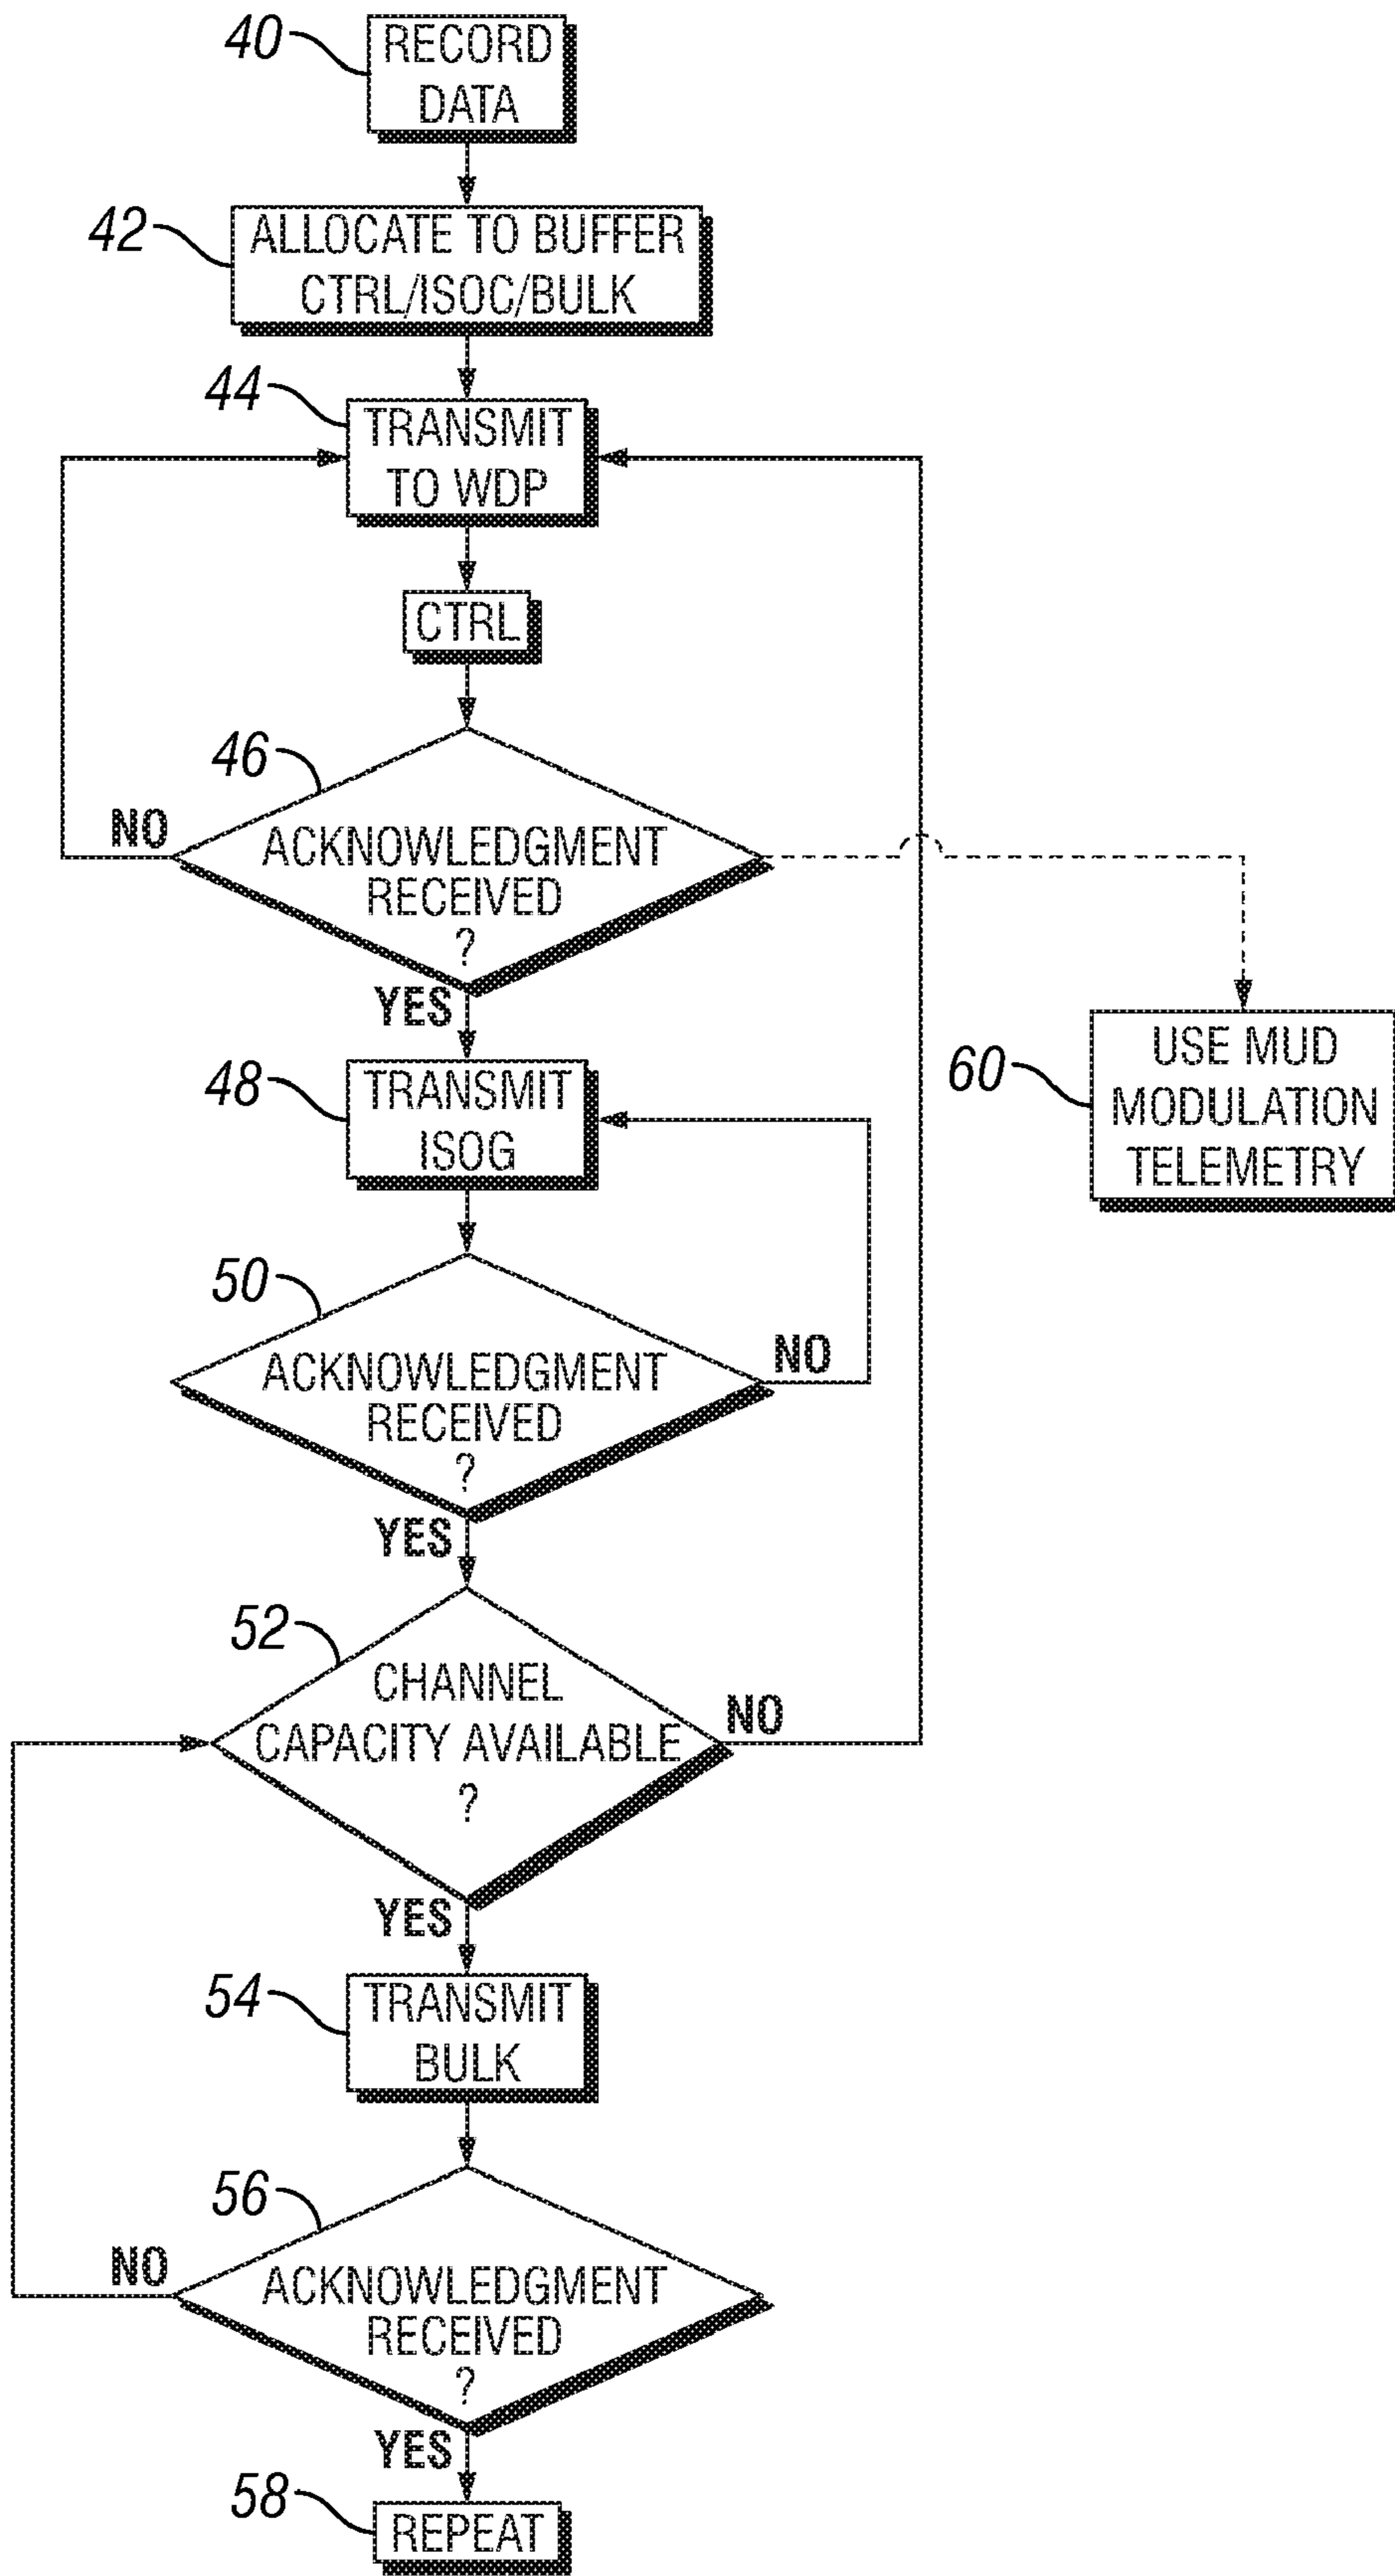 40
RECORD
DATA
42
ALLOCATE TO BUFFER
CTRL/ISOC/BULK
44
TRANSMIT
TO WDP
CTRL
46
NO
ACKNOWLEDGMENT
RECEIVED
?
YES
48
TRANSMIT
ISOG
60
USE MUD
MODULATION
TELEMETRY
50
NO
ACKNOWLEDGMENT
RECEIVED
?
YES
52
CHANNEL
CAPACITY AVAILABLE
?
NO
YES
54
TRANSMIT
BULK
56
NO
ACKNOWLEDGMENT
RECEIVED
?
YES
58
REPEAT